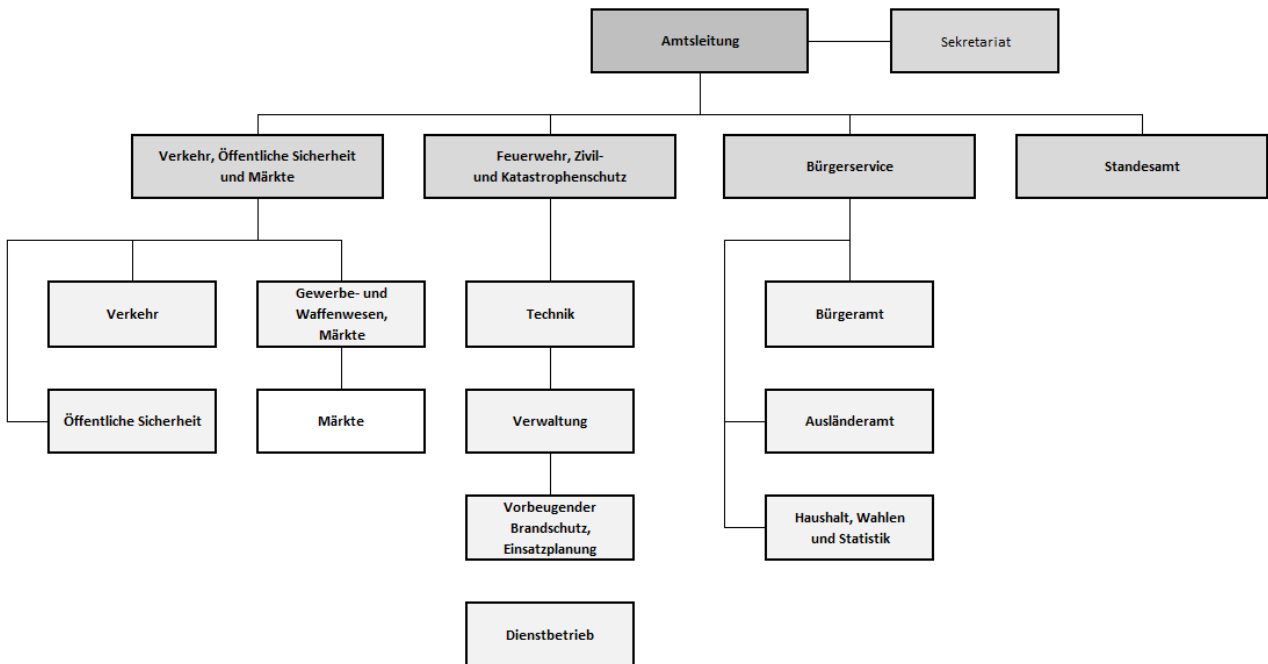 Amtsleitung
Sekretariat
Verkehr, Öffentliche Sicherheit
und Märkte
Feuerwehr, Zivil-
und Katastrophenschutz
Bürgerservice
Standesamt
Verkehr
Gewerbe- und
Waffenwesen,
Märkte
Technik
Bürgeramt
Öffentliche Sicherheit
Märkte
Verwaltung
Ausländeramt
Vorbeugender
Brandschutz,
Einsatzplanung
Haushalt, Wahlen
und Statistik
Dienstbetrieb